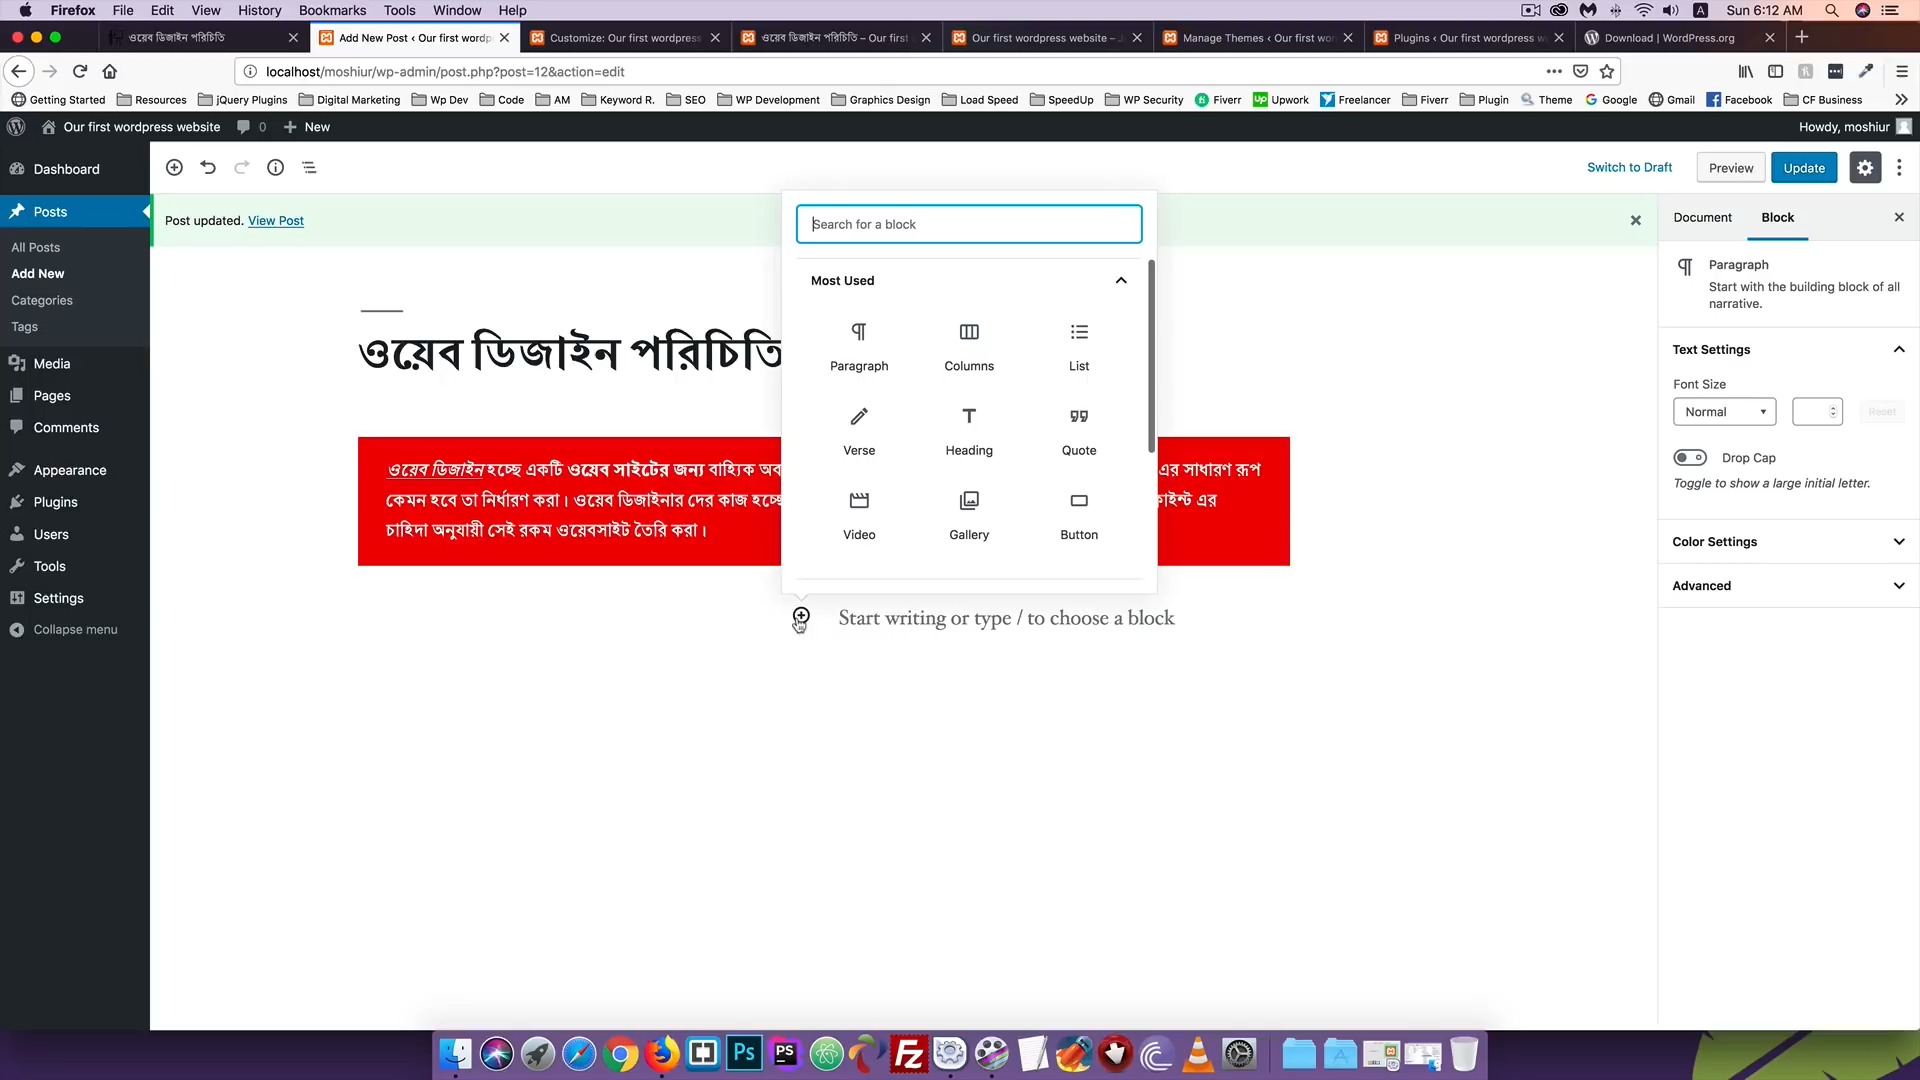 Firefox File Edit View History Bookmarks Tools Window Help Sun 6:12 AM
ওয়েব ডিজাইন পরিচিতি Add New Post ‹ Our first wordp Customize: Our first wordpress ওয়েব ডিজাইন পরিচিতি – Our first Our first wordpress website – Manage Themes ‹ Our first wor Plugins ‹ Our first wordpress w Download | WordPress.org
localhost/moshiur/wp-admin/post.php?post=12&action=edit
Getting Started Resources jQuery Plugins Digital Marketing Wp Dev Code AM Keyword R. SEO WP Development Graphics Design Load Speed SpeedUp WP Security Fiverr Upwork Freelancer Fiverr Plugin Theme Google Gmail Facebook CF Business
Our first wordpress website 0 New Howdy, moshiur
Dashboard
Posts
All Posts
Add New
Categories
Tags
Media
Pages
Comments
Appearance
Plugins
Users
Tools
Settings
Collapse menu
Switch to Draft Preview Update
Post updated. View Post
Search for a block
Most Used
Paragraph Columns List
Verse Heading Quote
Video Gallery Button
ওয়েব ডিজাইন পরিচিতি
ওয়েব ডিজাইন হচ্ছে একটি ওয়েব সাইটের জন্য বাহ্যিক অব এর সাধারণ রূপ
কেমন হবে তা নির্ধারণ করা। ওয়েব ডিজাইনার দের কাজ হচ্ছে াইন্ট এর
চাহিদা অনুযায়ী সেই রকম ওয়েবসাইট তৈরি করা।
Start writing or type / to choose a block
Document Block
Paragraph
Start with the building block of all
narrative.
Text Settings
Font Size
Normal Reset
Drop Cap
Toggle to show a large initial letter.
Color Settings
Advanced
Ps PS Fz